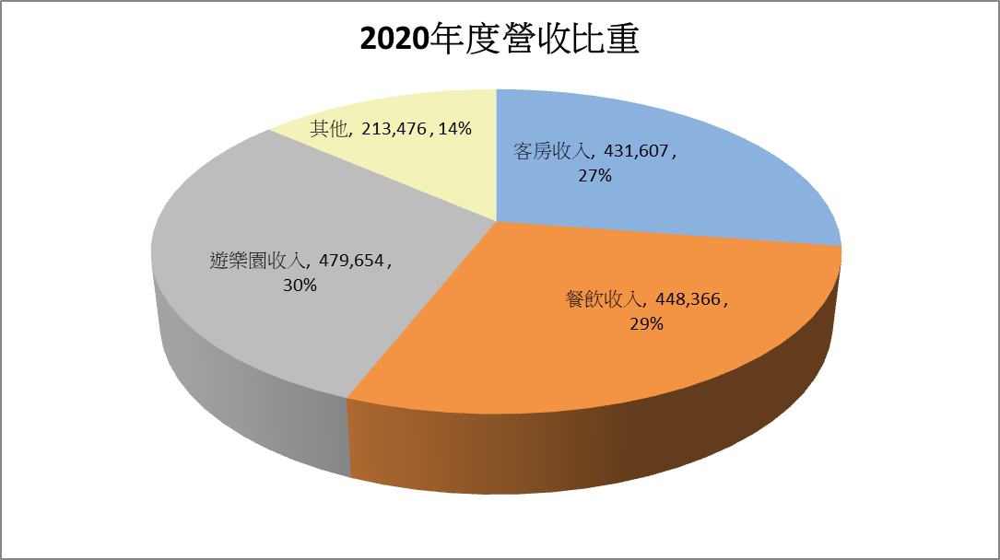 2020年度營收比重
其他, 213,476 , 14%
客房收入, 431,607 ,
27%
遊樂園收入, 479,654 ,
30%
餐飲收入, 448,366 ,
29%